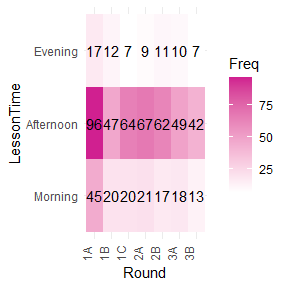 Freq
Evening 17 12 7 9 11 10 7
LessonTime
Afternoon 96 47 64 67 62 49 42
75
50
25
Morning 45 20 20 21 17 18 13
1A 1B 1C 2A 2B 3A 3B
Round